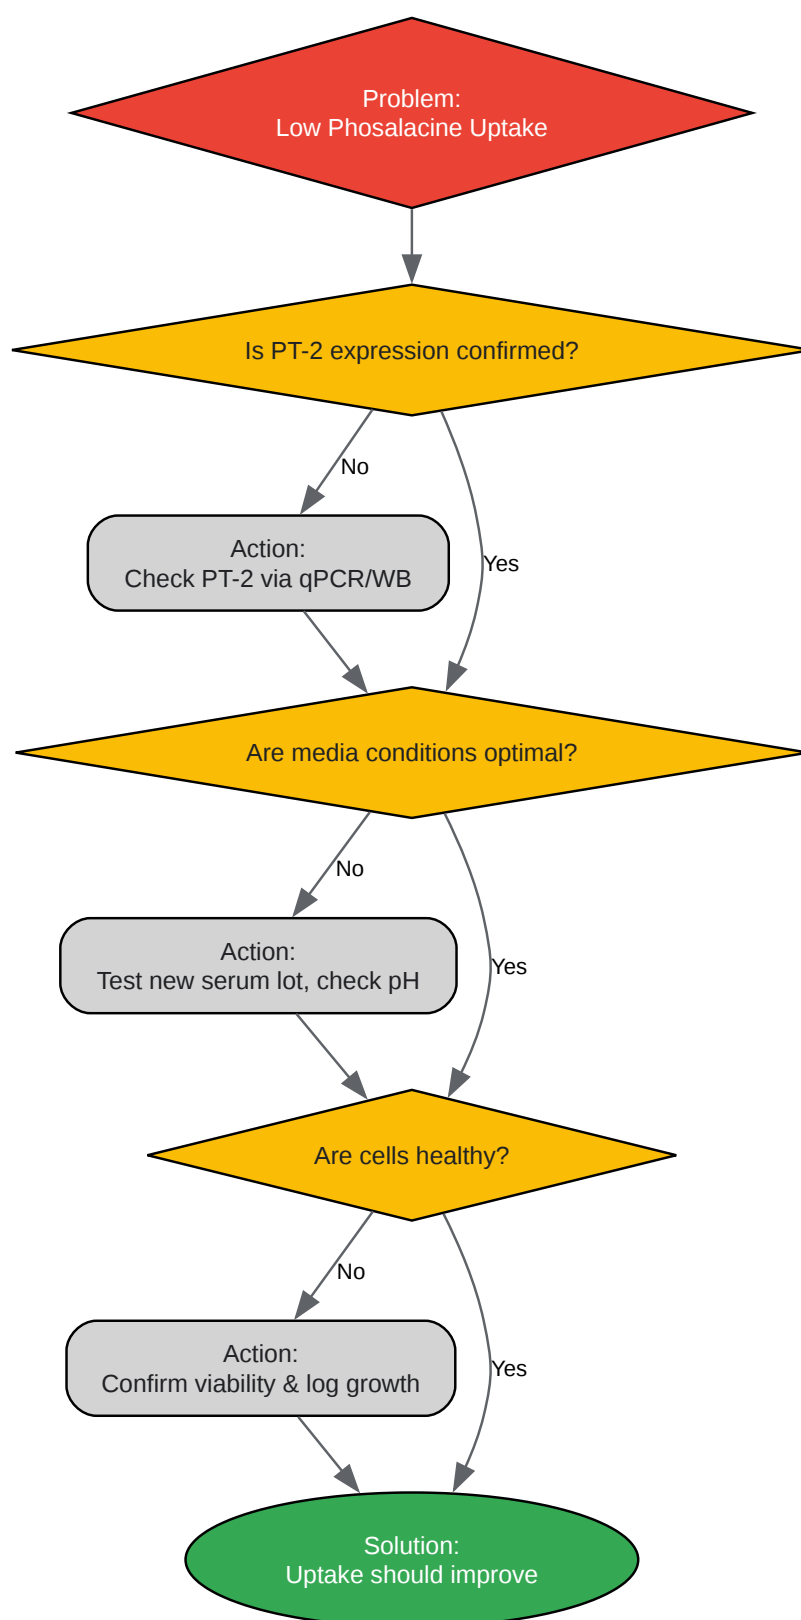 Problem:
Low Phosalacine Uptake
Is PT-2 expression confirmed?
No
Action:
Check PT-2 via qPCR/WB
Yes
Are media conditions optimal?
No
Action:
Test new serum lot, check pH
Yes
Are cells healthy?
No
Action:
Confirm viability & log growth
Yes
Solution:
Uptake should improve